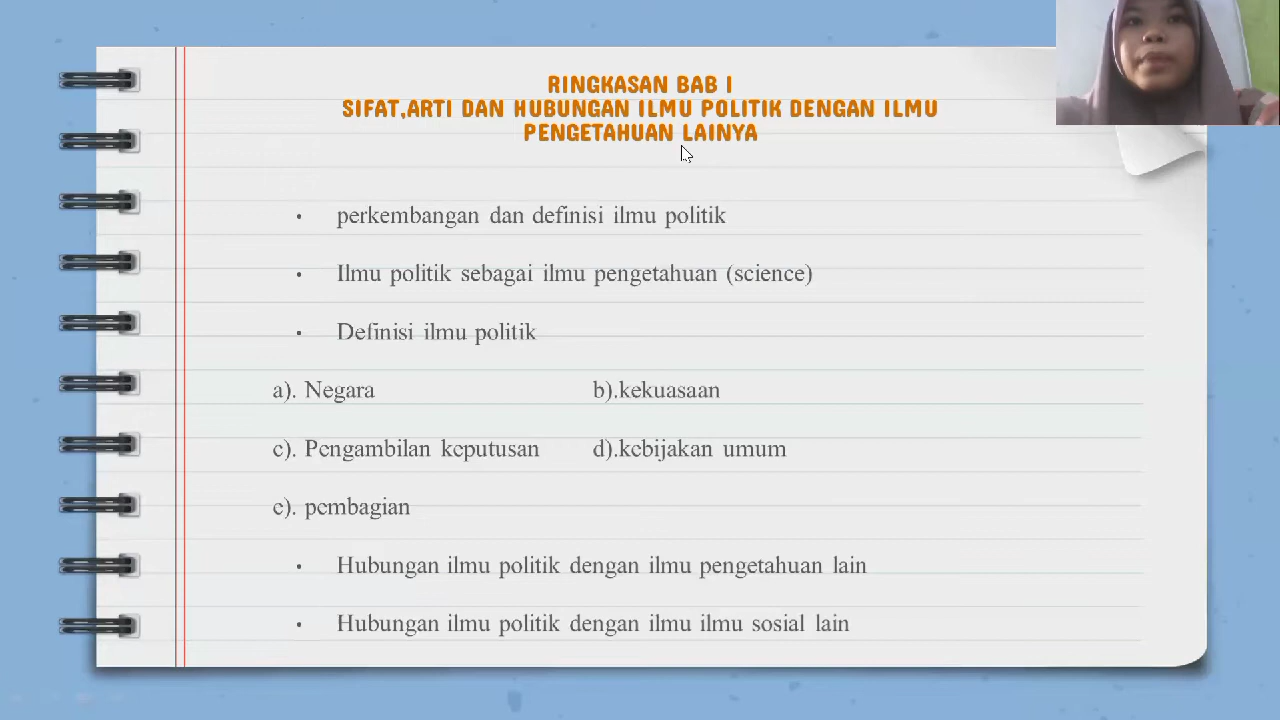 RINGKASAN BAB I
SIFAT,ARTI DAN HUBUNGAN ILMU POLITIK DENGAN ILMU
PENGETAHUAN LAINYA
• perkembangan dan definisi ilmu politik
• Ilmu politik sebagai ilmu pengetahuan (science)
• Definisi ilmu politik
a). Negara b).kekuasaan
c). Pengambilan keputusan d).kebijakan umum
e). pembagian
• Hubungan ilmu politik dengan ilmu pengetahuan lain
• Hubungan ilmu politik dengan ilmu ilmu sosial lain